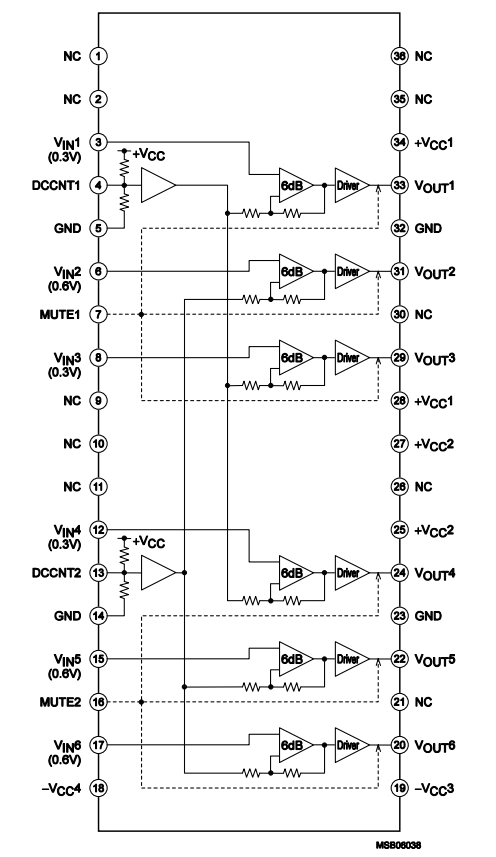 1 NC 36 NC
NC 2 35 NC
VIN1 3 34 +VCC1
(0.3V) +VCC
DCCNT1 4 6dB Driver 33 VOUT1
GND 5 32 GND
VIN2 6 6dB Driver 31 VOUT2
(0.6V)
MUTE1 7 30 NC
VIN3 8 6dB Driver 29 VOUT3
(0.3V)
NC 9 28 +VCC1
NC 10 27 +VCC2
NC 11 26 NC
VIN4 12 25 +VCC2
(0.3V) +VCC
DCCNT2 13 6dB Driver 24 VOUT4
GND 14 23 GND
VIN5 15 6dB Driver 22 VOUT5
(0.6V)
MUTE2 16 21 NC
VIN6 17 6dB Driver 20 VOUT6
(0.6V)
−VCC4 18 19 −VCC3
MSB06036